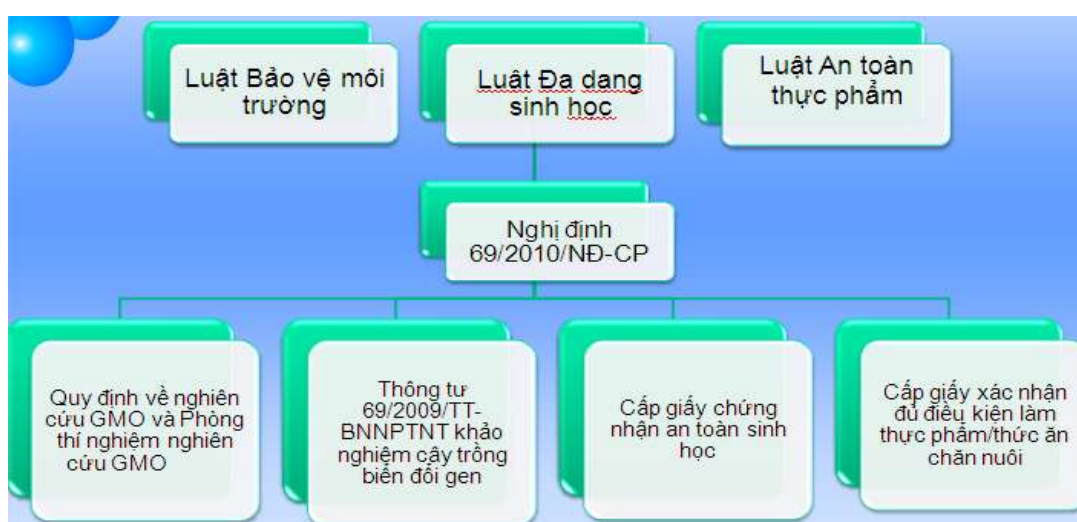 Luật Bảo vệ môi
trường
Luật Đa dạng
sinh học
Luật An toàn
thực phẩm
Nghị định
69/2010/NĐ-CP
Quy định về nghiên
cứu GMO và Phòng
thí nghiệm nghiên
cứu GMO
Thông tư
69/2009/TT-
BNNPTNT khảo
nghiệm cây trồng
biến đổi gen
Cấp giấy chứng
nhận an toàn sinh
học
Cấp giấy xác nhận
đủ điều kiện làm
thực phẩm/thức ăn
chăn nuôi